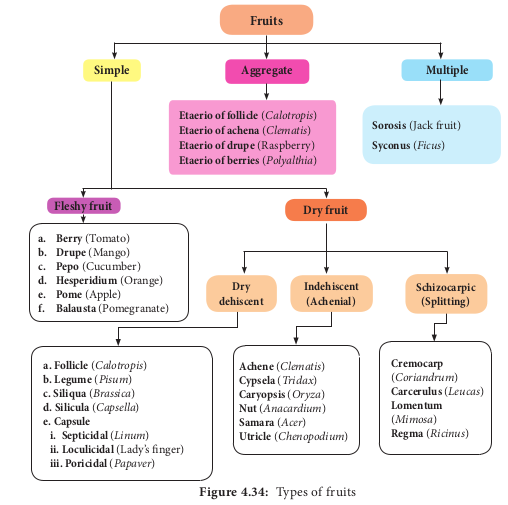 Fruits
Simple
Aggregate
Multiple
Etaerio of follicle (Calotropis)
Etaerio of achena (Clematis)
Etaerio of drupe (Raspberry)
Etaerio of berries (Polyalthia)
Sorosis (Jack fruit)
Syconus (Ficus)
Fleshy fruit
Dry fruit
a. Berry (Tomato)
b. Drupe (Mango)
c. Pepo (Cucumber)
d. Hesperidium (Orange)
e. Pome (Apple)
f. Balausta (Pomegranate)
Dry
dehiscent
Indehiscent
(Achenial)
Schizocarpic
(Splitting)
a. Follicle (Calotropis)
b. Legume (Pisum)
c. Siliqua (Brassica)
d. Silicula (Capsella)
e. Capsule
i. Septicidal (Linum)
ii. Loculicidal (Lady's finger)
iii. Poricidal (Papaver)
Achene (Clematis)
Cypsela (Tridax)
Caryopsis (Oryza)
Nut (Anacardium)
Samara (Acer)
Utricle (Chenopodium)
Cremocarp
(Coriandrum)
Carcerulus (Leucas)
Lomentum
(Mimosa)
Regma (Ricinus)
Figure 4.34: Types of fruits